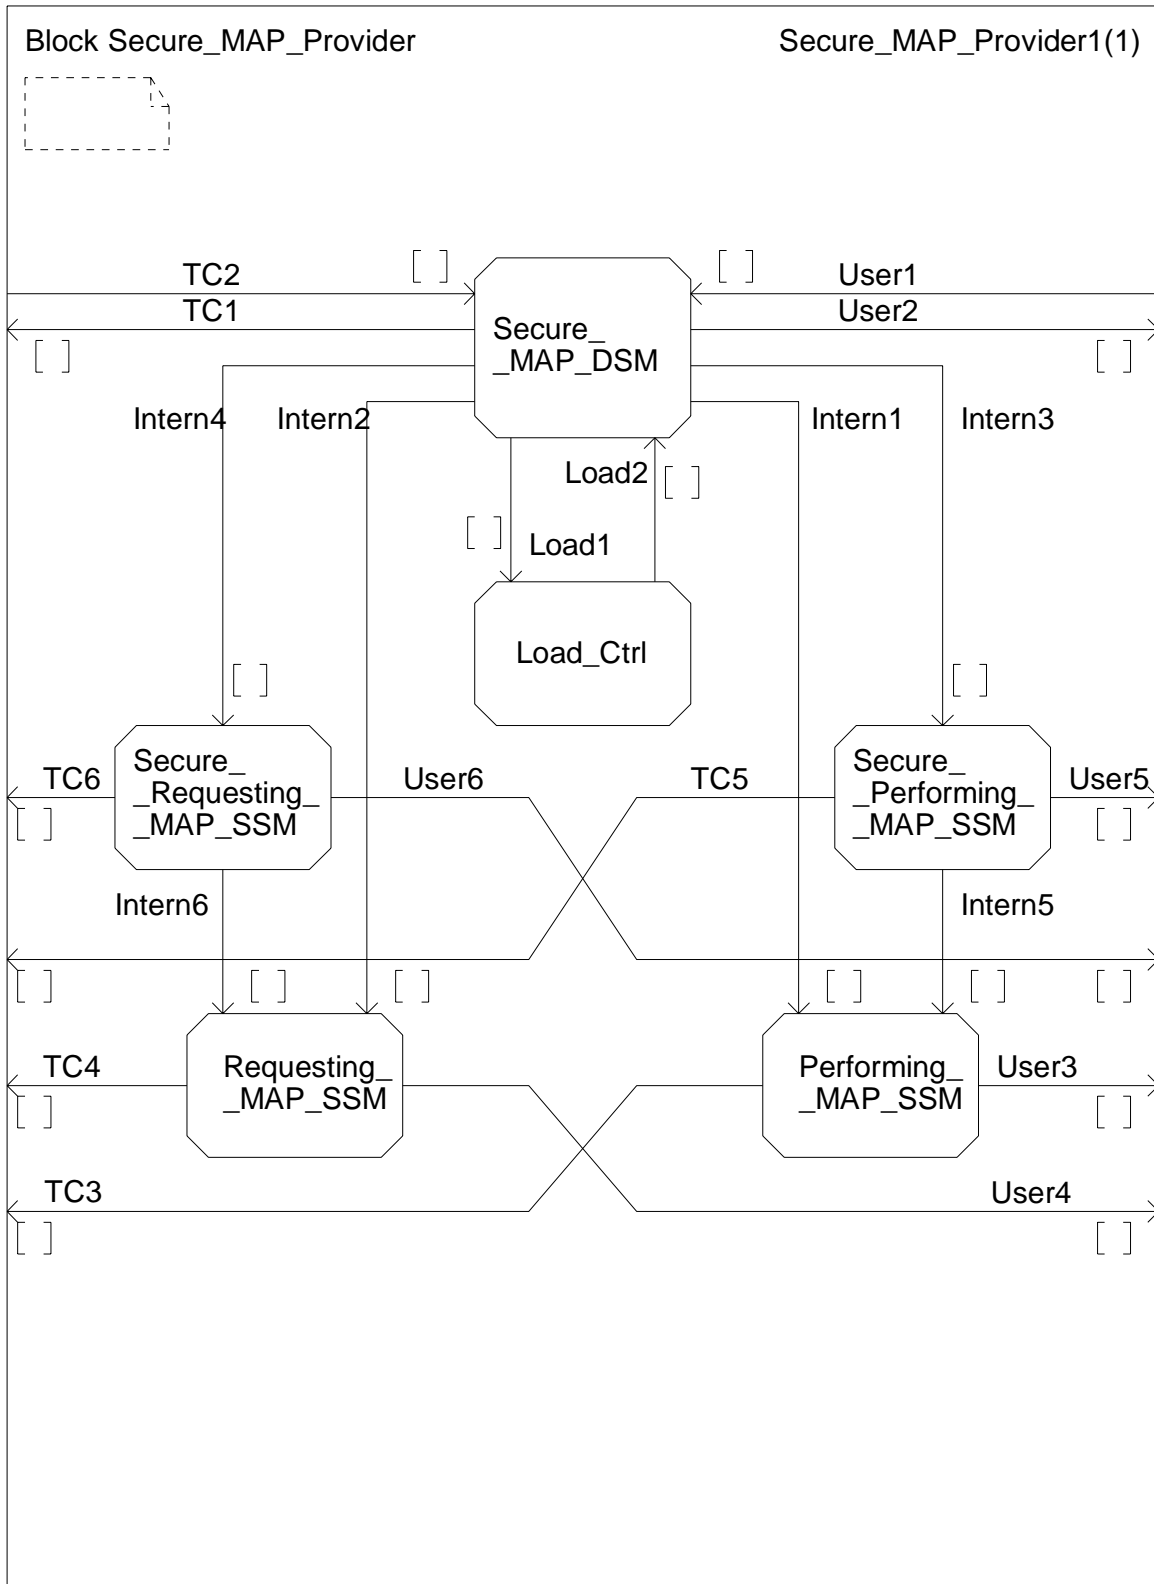 Block Secure_MAP_Provider
Secure_MAP_Provider1(1)
[ ]
[ ]
TC2
User1
TC1
User2
Secure_
_MAP_DSM
[ ]
[ ]
Intern4
Intern2
Intern1
Intern3
Load2
[ ]
[ ]
Load1
Load_Ctrl
[ ]
[ ]
Secure_
_Requesting_
_MAP_SSM
Secure_
_Performing_
_MAP_SSM
TC6
User6
TC5
User5
[ ]
[ ]
Intern6
Intern5
[ ]
[ ]
[ ]
[ ]
[ ]
[ ]
TC4
Requesting_
_MAP_SSM
Performing_
_MAP_SSM
User3
[ ]
[ ]
TC3
User4
[ ]
[ ]